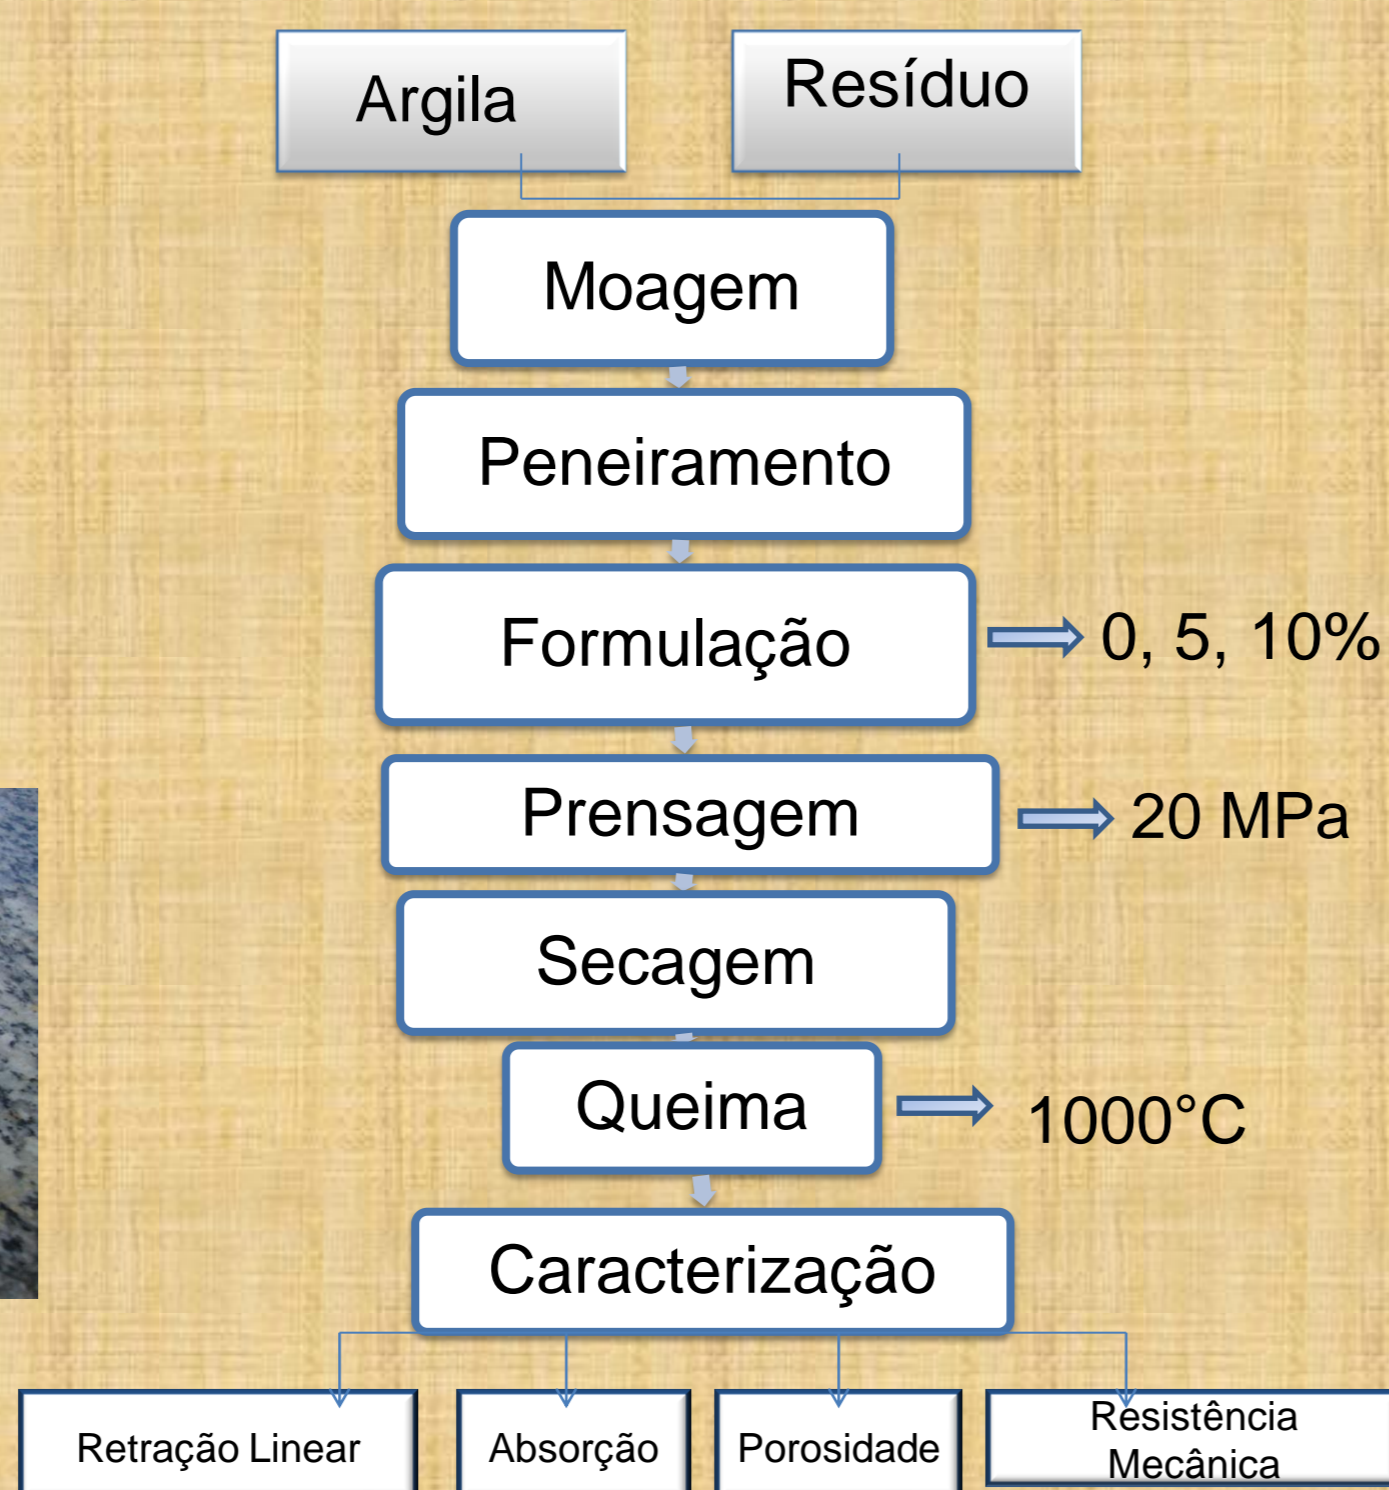 Argila
Resíduo
Moagem
Peneiramento
Formulação
0, 5, 10%
Prensagem
20 MPa
Secagem
Queima
1000°C
Caracterização
Retração Linear
Absorção
Porosidade
Resistência
Mecânica